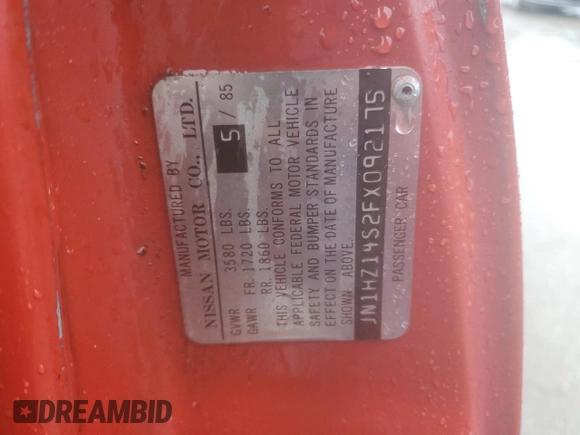 MANUFACTURED BY
NISSAN MOTOR CO., LTD.
5 / 85
GVWR 3580 LBS.
GAWR FR. 1720 LBS.
RR. 1860 LBS.
THIS VEHICLE CONFORMS TO ALL
APPLICABLE FEDERAL MOTOR VEHICLE
SAFETY AND BUMPER STANDARDS IN
EFFECT ON THE DATE OF MANUFACTURE
SHOWN ABOVE.
JN1HZ14S2FX092175
PASSENGER CAR
DREAMBID